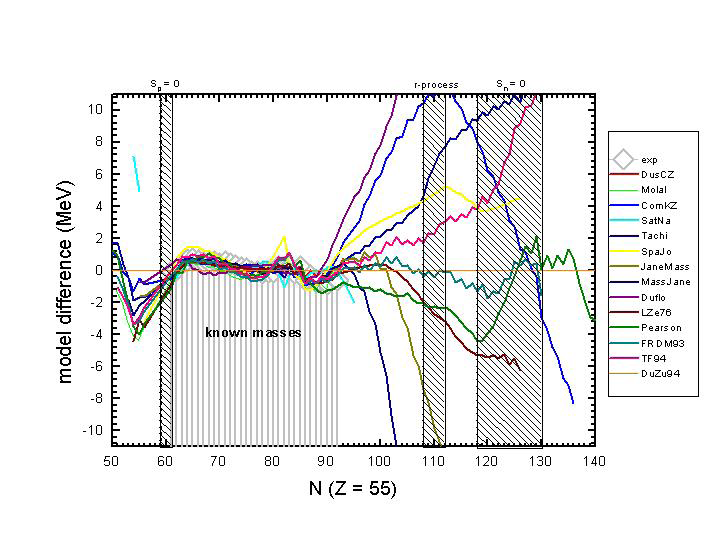 Sp = 0
r-process
Sn = 0
model difference (MeV)
10
8
6
4
2
0
-2
-4
-6
-8
-10
known masses
50 60 70 80 90 100 110 120 130 140
N (Z = 55)
exp
DusCZ
Molal
ComKZ
SatNa
Tachi
SpaJo
JaneMass
MassJane
Duflo
LZe76
Pearson
FRDM93
TF94
DuZu94